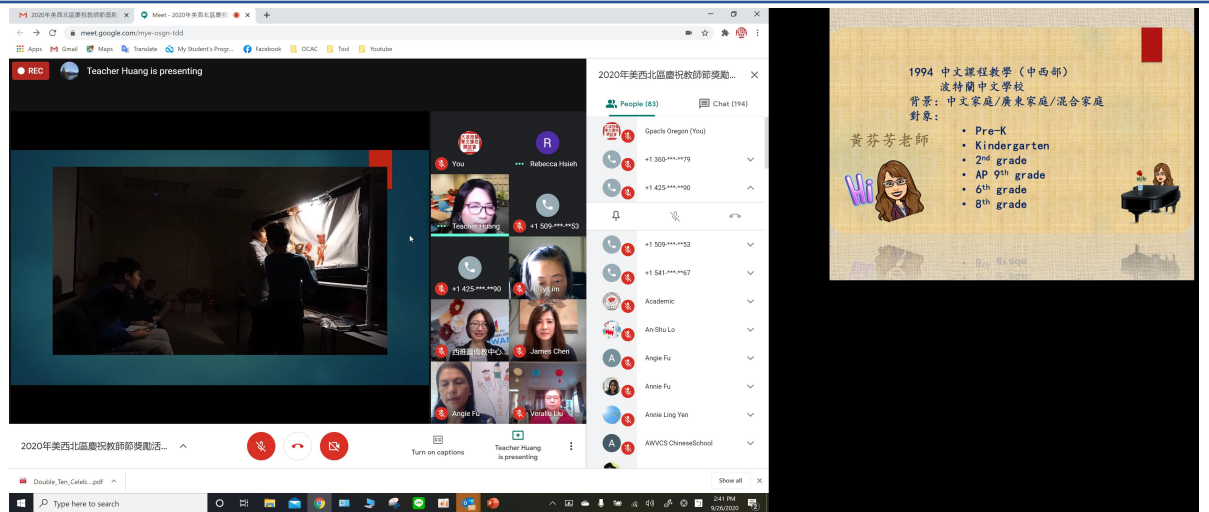 2020年美西北區慶祝教師節獎勵
Meet - 2020年美西北區慶祝
meet.google.com/mye-osgn-tdd
Apps
Gmail
Maps
Translate
My Student's Progr...
Facebook
OCAC
Tool
Youtube
REC
Teacher Huang is presenting
You
R
Rebecca Hsieh
Teacher Huang
+1 509-***-**53
+1 425-***-**90
Holly Lim
西雅圖僑教中心...
James Chen
Angie Fu
Veralio Liu
2020年美西北區慶祝教師節獎勵...
People (83)
Chat (194)
Gpacls Oregon (You)
+1 360-***-**79
+1 425-***-**90
+1 509-***-**53
+1 541-***-**67
Academic
An-Shu Lo
A
Angie Fu
Annie Fu
Annie Ling Yen
A
AWVCS ChineseSchool
2020年美西北區慶祝教師節獎勵活...
Turn on captions
Teacher Huang
is presenting
Double_Ten_Celeb....pdf
Show all
Type here to search
2:41 PM
9/26/2020
1994 中文課程教學 (中西部)
波特蘭中文學校
背景: 中文家庭/廣東家庭/混合家庭
對象:
黃芬芳老師
• Pre-K
• Kindergarten
• 2nd grade
• AP 9th grade
• 6th grade
• 8th grade
Hi